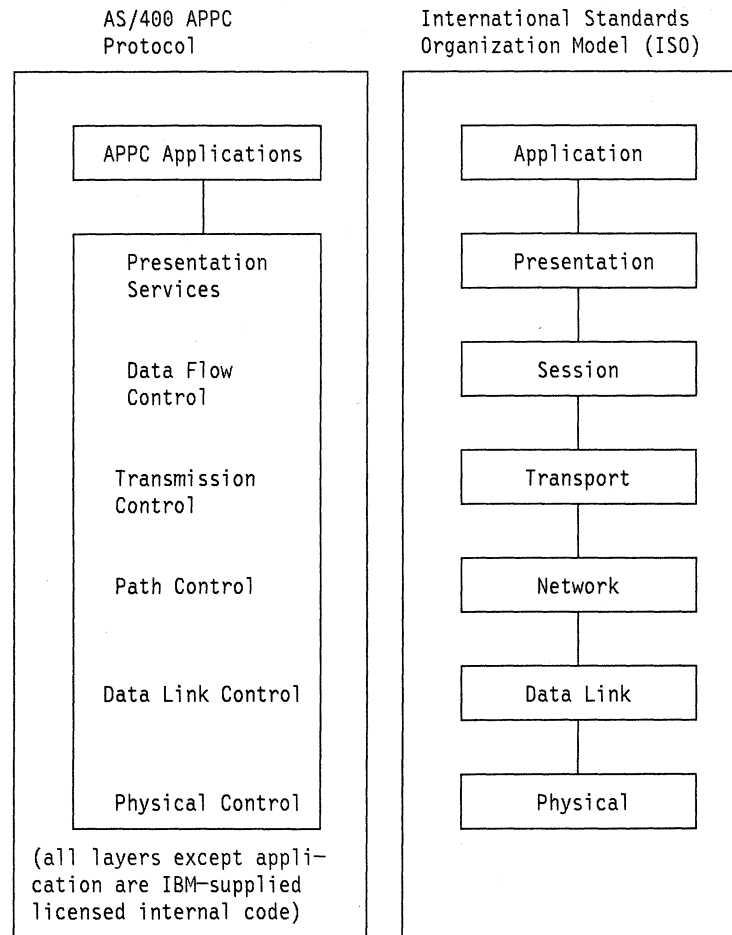 AS/400 APPC
Protocol
APPC Applications
Presentation
Services
Data Flow
Control
Transmission
Control
Path Control
Data Link Control
Physical Control
(all layers except appli-
cation are IBM-supplied
licensed internal code)
International Standards
Organization Model (ISO)
Application
Presentation
Session
Transport
Network
Data Link
Physical